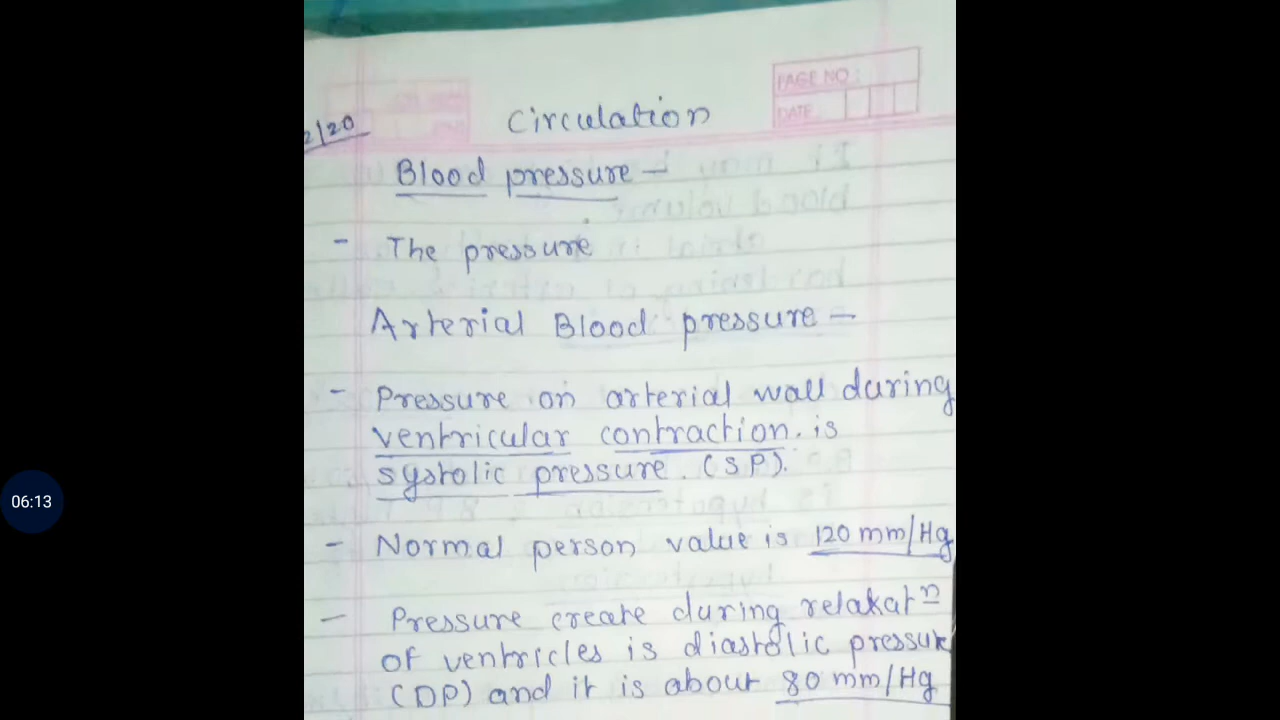 PAGE NO :
DATE
2/20
Circulation
Blood pressure -
- The pressure
Arterial Blood pressure -
- Pressure on arterial wall during
ventricular contraction. is
systolic pressure. (SP).
- Normal person value is 120 mm/Hg
- Pressure create during relakatn
of ventricles is diastolic pressur
(DP) and it is about 80 mm/Hg
06:13